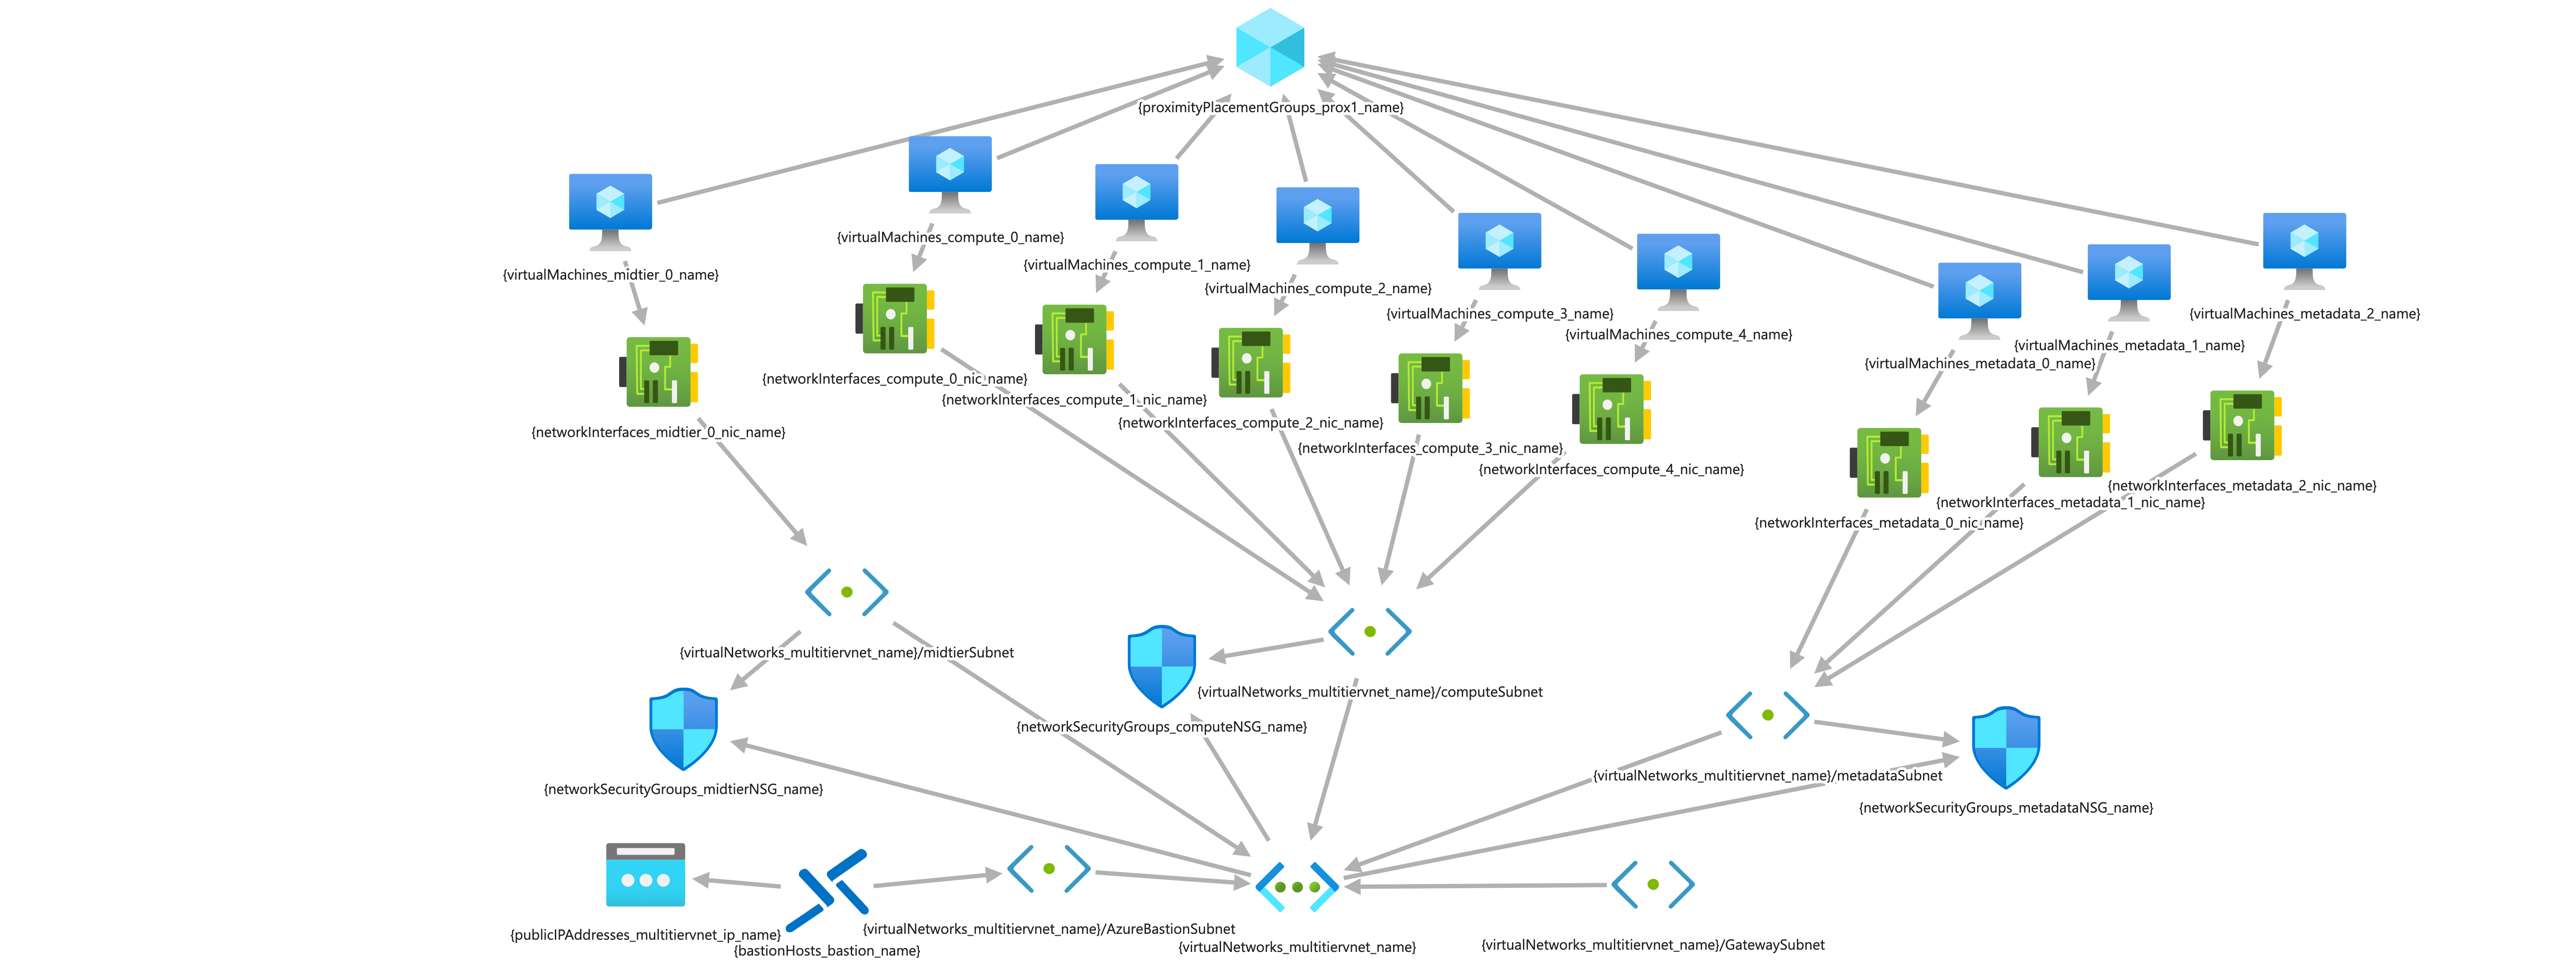 {proximityPlacementGroups_prox1_name}
{virtualMachines_midtier_0_name}
{virtualMachines_compute_0_name}
{virtualMachines_compute_1_name}
{virtualMachines_compute_2_name}
{virtualMachines_compute_3_name}
{virtualMachines_compute_4_name}
{virtualMachines_metadata_0_name}
{virtualMachines_metadata_1_name}
{virtualMachines_metadata_2_name}
{networkInterfaces_midtier_0_nic_name}
{networkInterfaces_compute_0_nic_name}
{networkInterfaces_compute_1_nic_name}
{networkInterfaces_compute_2_nic_name}
{networkInterfaces_compute_3_nic_name}
{networkInterfaces_compute_4_nic_name}
{networkInterfaces_metadata_0_nic_name}
{networkInterfaces_metadata_1_nic_name}
{networkInterfaces_metadata_2_nic_name}
{virtualNetworks_multitiervnet_name}/midtierSubnet
{virtualNetworks_multitiervnet_name}/computeSubnet
{networkSecurityGroups_computeNSG_name}
{virtualNetworks_multitiervnet_name}/metadataSubnet
{networkSecurityGroups_midtierNSG_name}
{networkSecurityGroups_metadataNSG_name}
{publicIPAddresses_multitiervnet_ip_name}
{bastionHosts_bastion_name}
{virtualNetworks_multitiervnet_name}/AzureBastionSubnet
{virtualNetworks_multitiervnet_name}
{virtualNetworks_multitiervnet_name}/GatewaySubnet